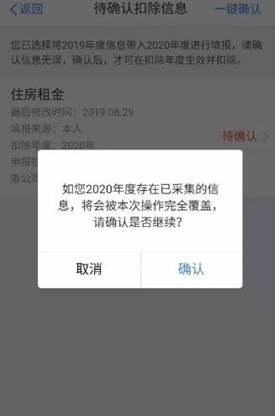 返回
待确认扣除信息
一键确认
您已选择将2019年度信息带入2020年度进行填报，请确
认信息无误，确认后，才可在扣除年度生效并扣除。
住房租金
最后修改时间：2019.06.29
填报来源：本人
待确认
扣除年度：2020年
申报
如您2020年度存在已采集的信
息，将会被本次操作完全覆盖，
请确认是否继续？
取消
确认